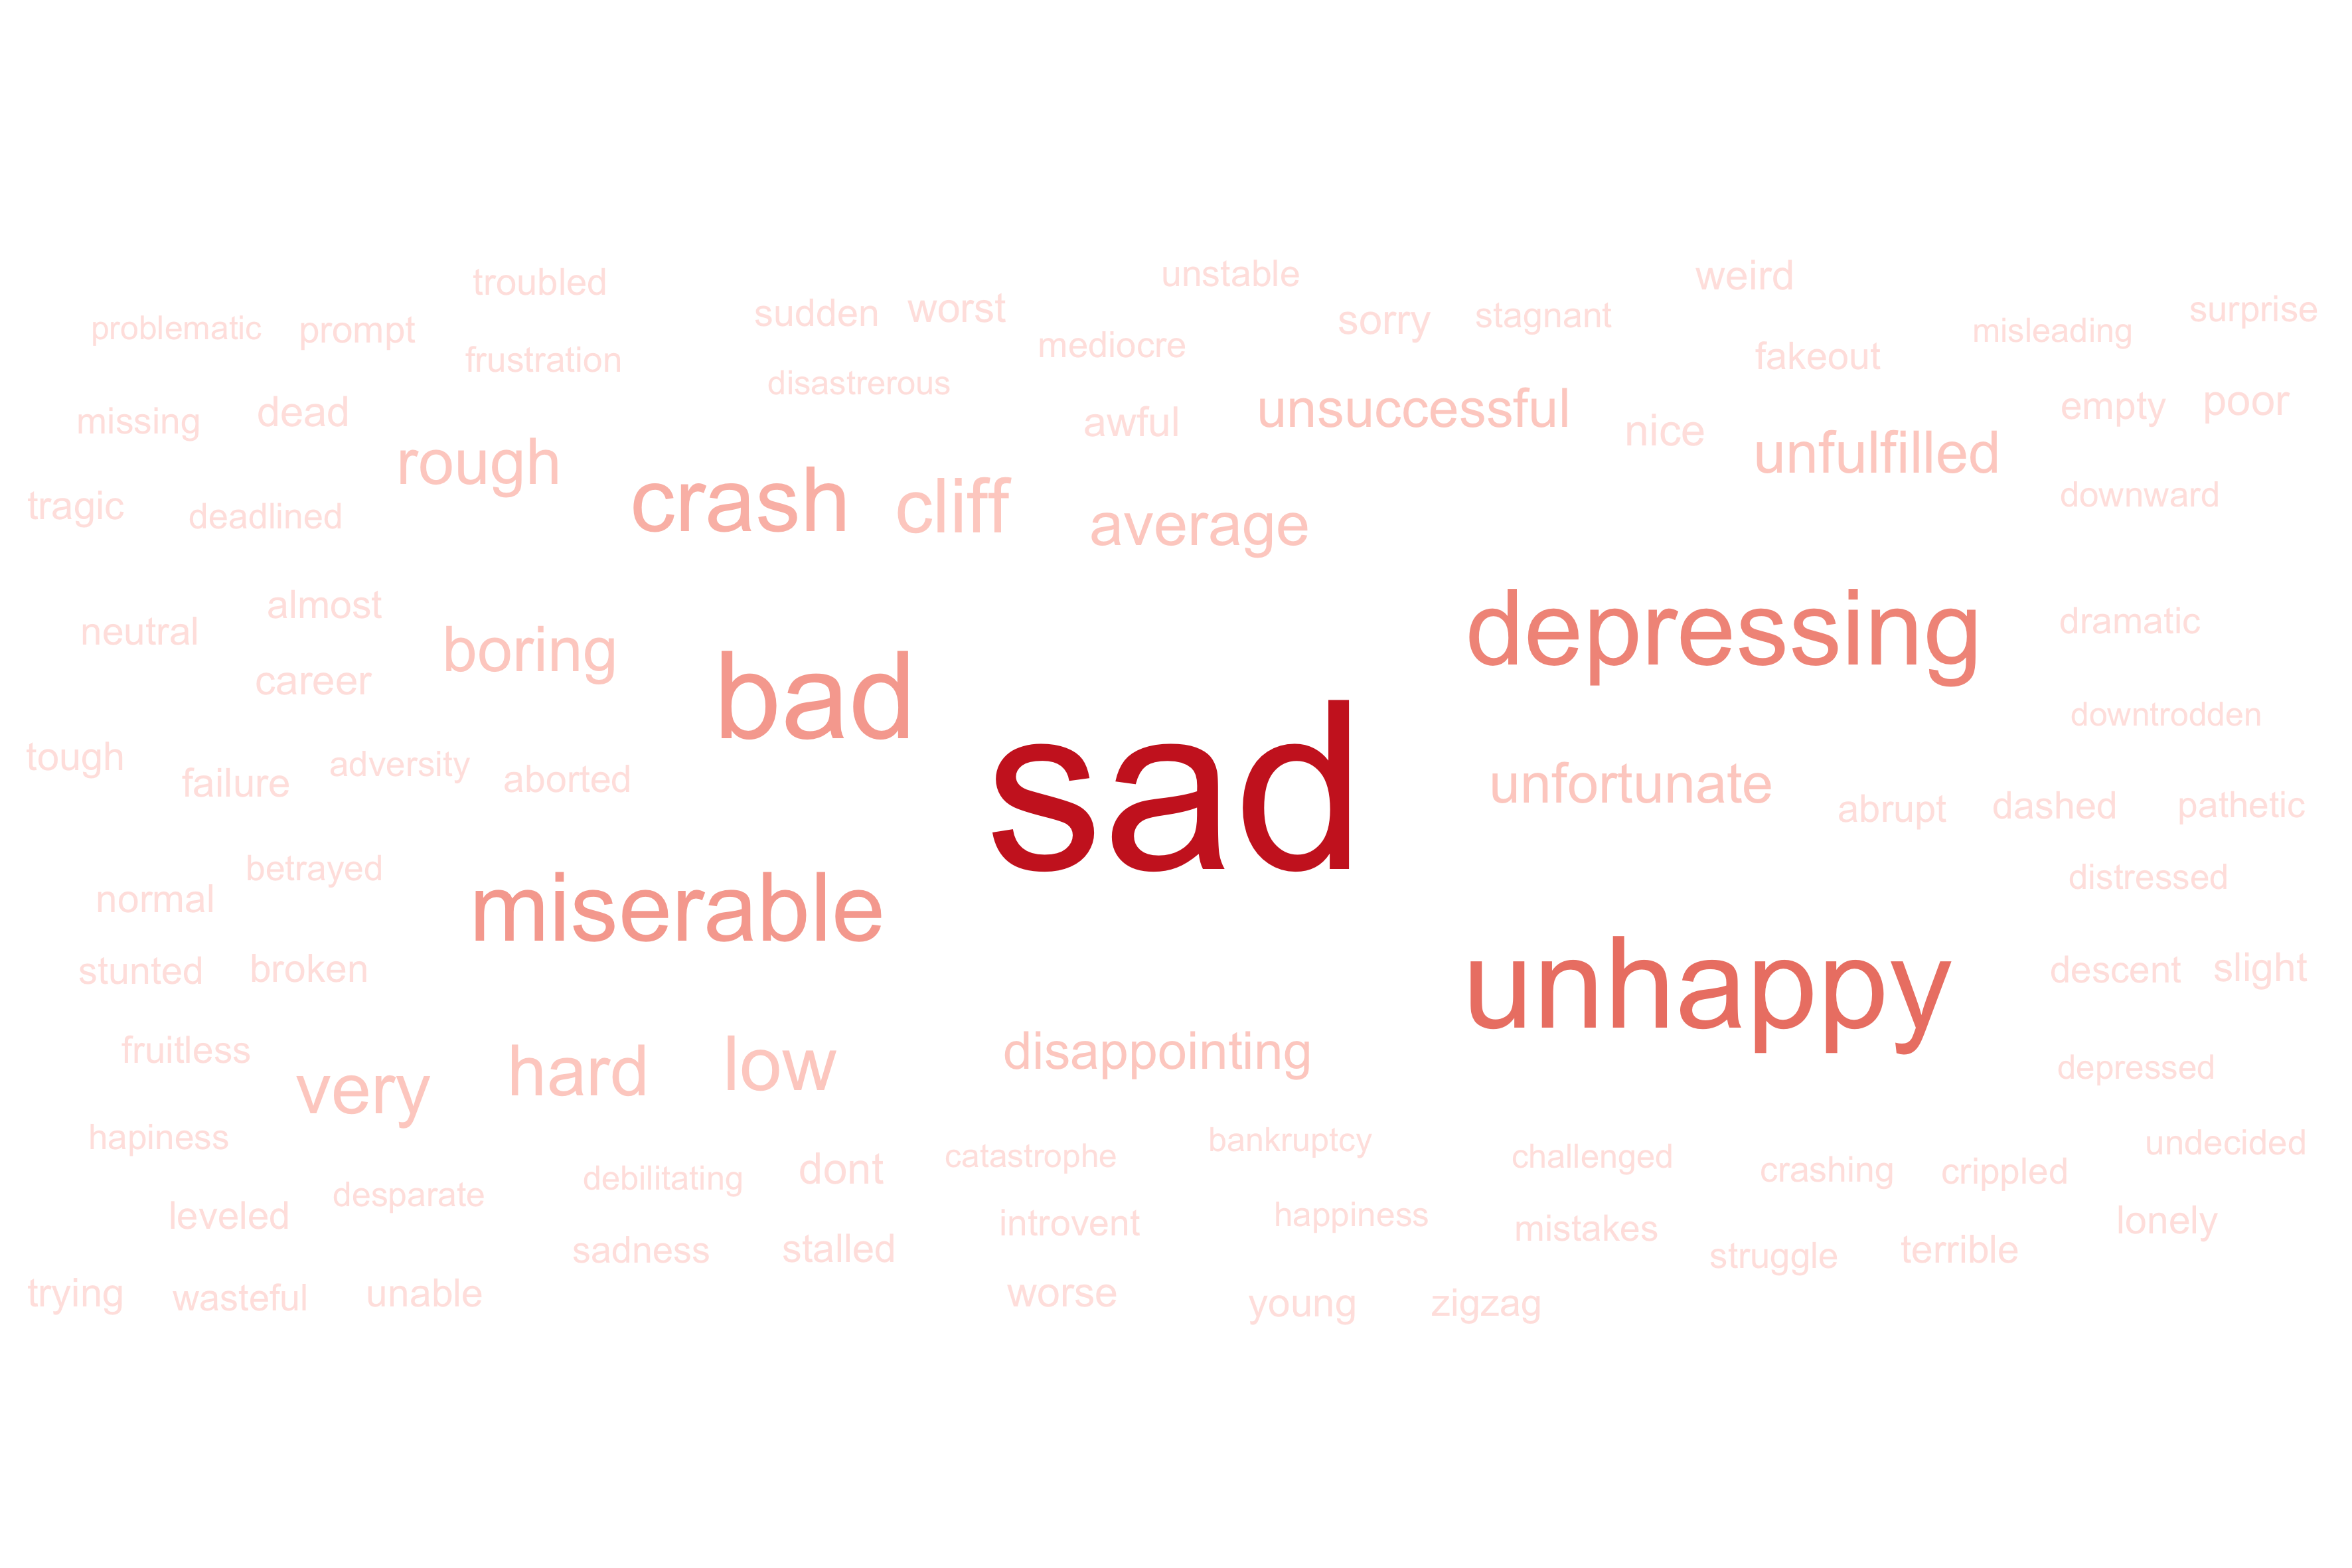 troubled
unstable
weird
problematic
prompt
sudden
worst
sorry
stagnant
misleading
surprise
frustration
mediocre
fakeout
disastrerous
missing
dead
awful
unsuccessful
nice
empty
poor
rough
unfulfilled
tragic
deadlined
crash
cliff
average
downward
almost
neutral
boring
depressing
dramatic
career
bad
sad
downtrodden
tough
failure
adversity
aborted
unfortunate
abrupt
dashed
pathetic
betrayed
normal
miserable
distressed
stunted
broken
unhappy
descent
slight
fruitless
very
hard
low
disappointing
depressed
hapiness
catastrophe
bankruptcy
challenged
undecided
debilitating
dont
crashing
crippled
leveled
desparate
introvent
happiness
mistakes
lonely
sadness
stalled
struggle
terrible
trying
wasteful
unable
worse
young
zigzag